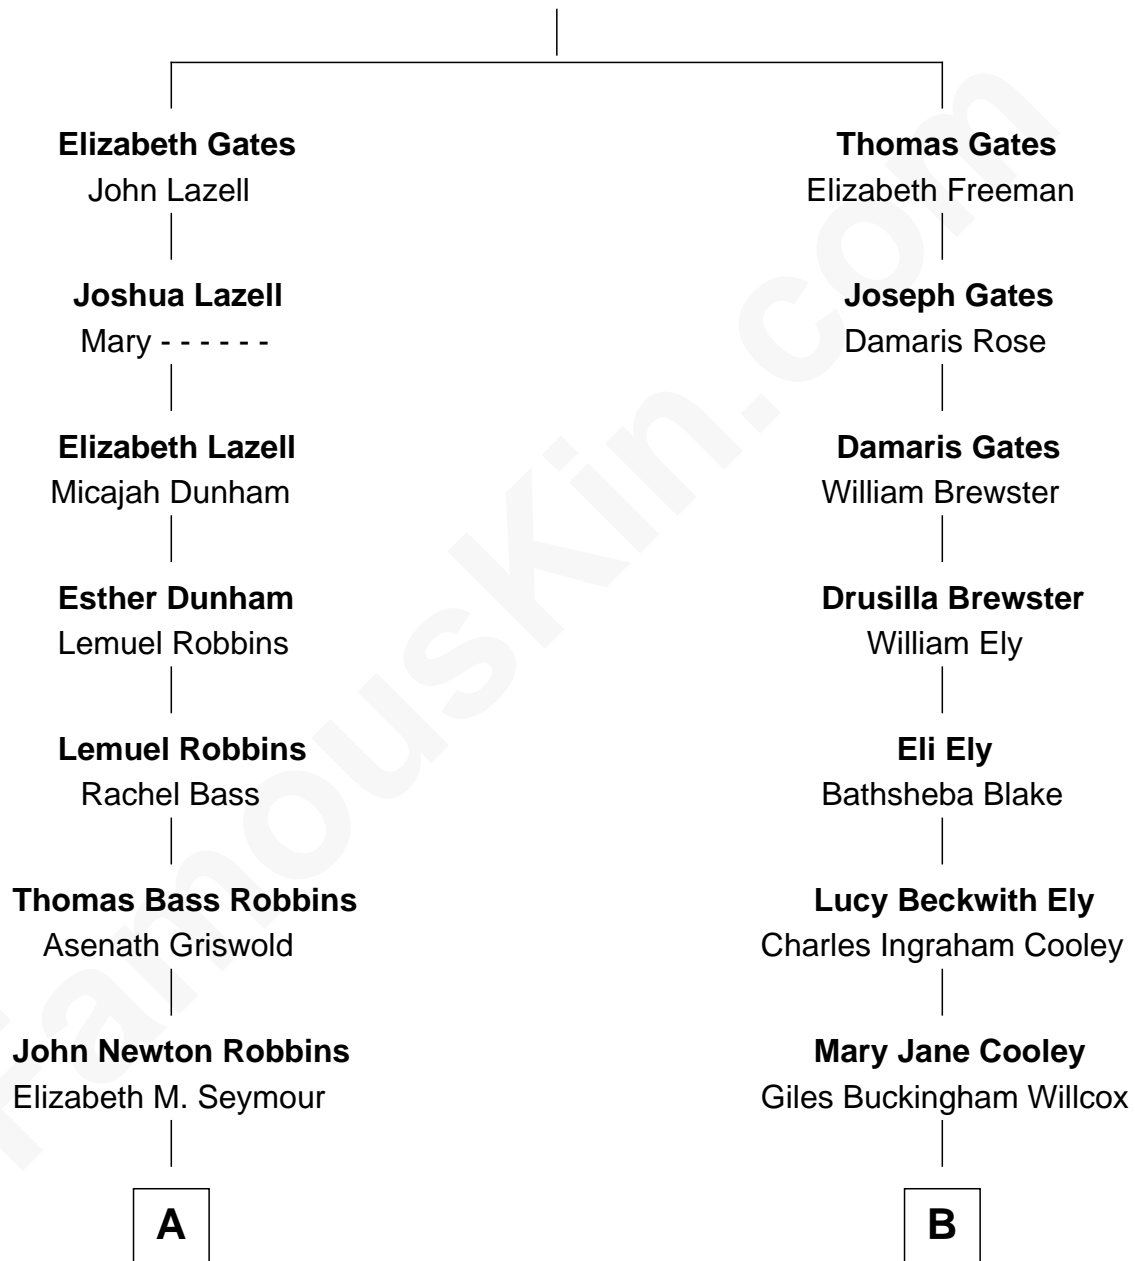 Elizabeth Gates
John Lazell
Joshua Lazell
Mary - - - - - -
Elizabeth Lazell
Micajah Dunham
Esther Dunham
Lemuel Robbins
Lemuel Robbins
Rachel Bass
Thomas Bass Robbins
Asenath Griswold
John Newton Robbins
Elizabeth M. Seymour
A
Thomas Gates
Elizabeth Freeman
Joseph Gates
Damaris Rose
Damaris Gates
William Brewster
Drusilla Brewster
William Ely
Eli Ely
Bathsheba Blake
Lucy Beckwith Ely
Charles Ingraham Cooley
Mary Jane Cooley
Giles Buckingham Willcox
B
FamousKin.com